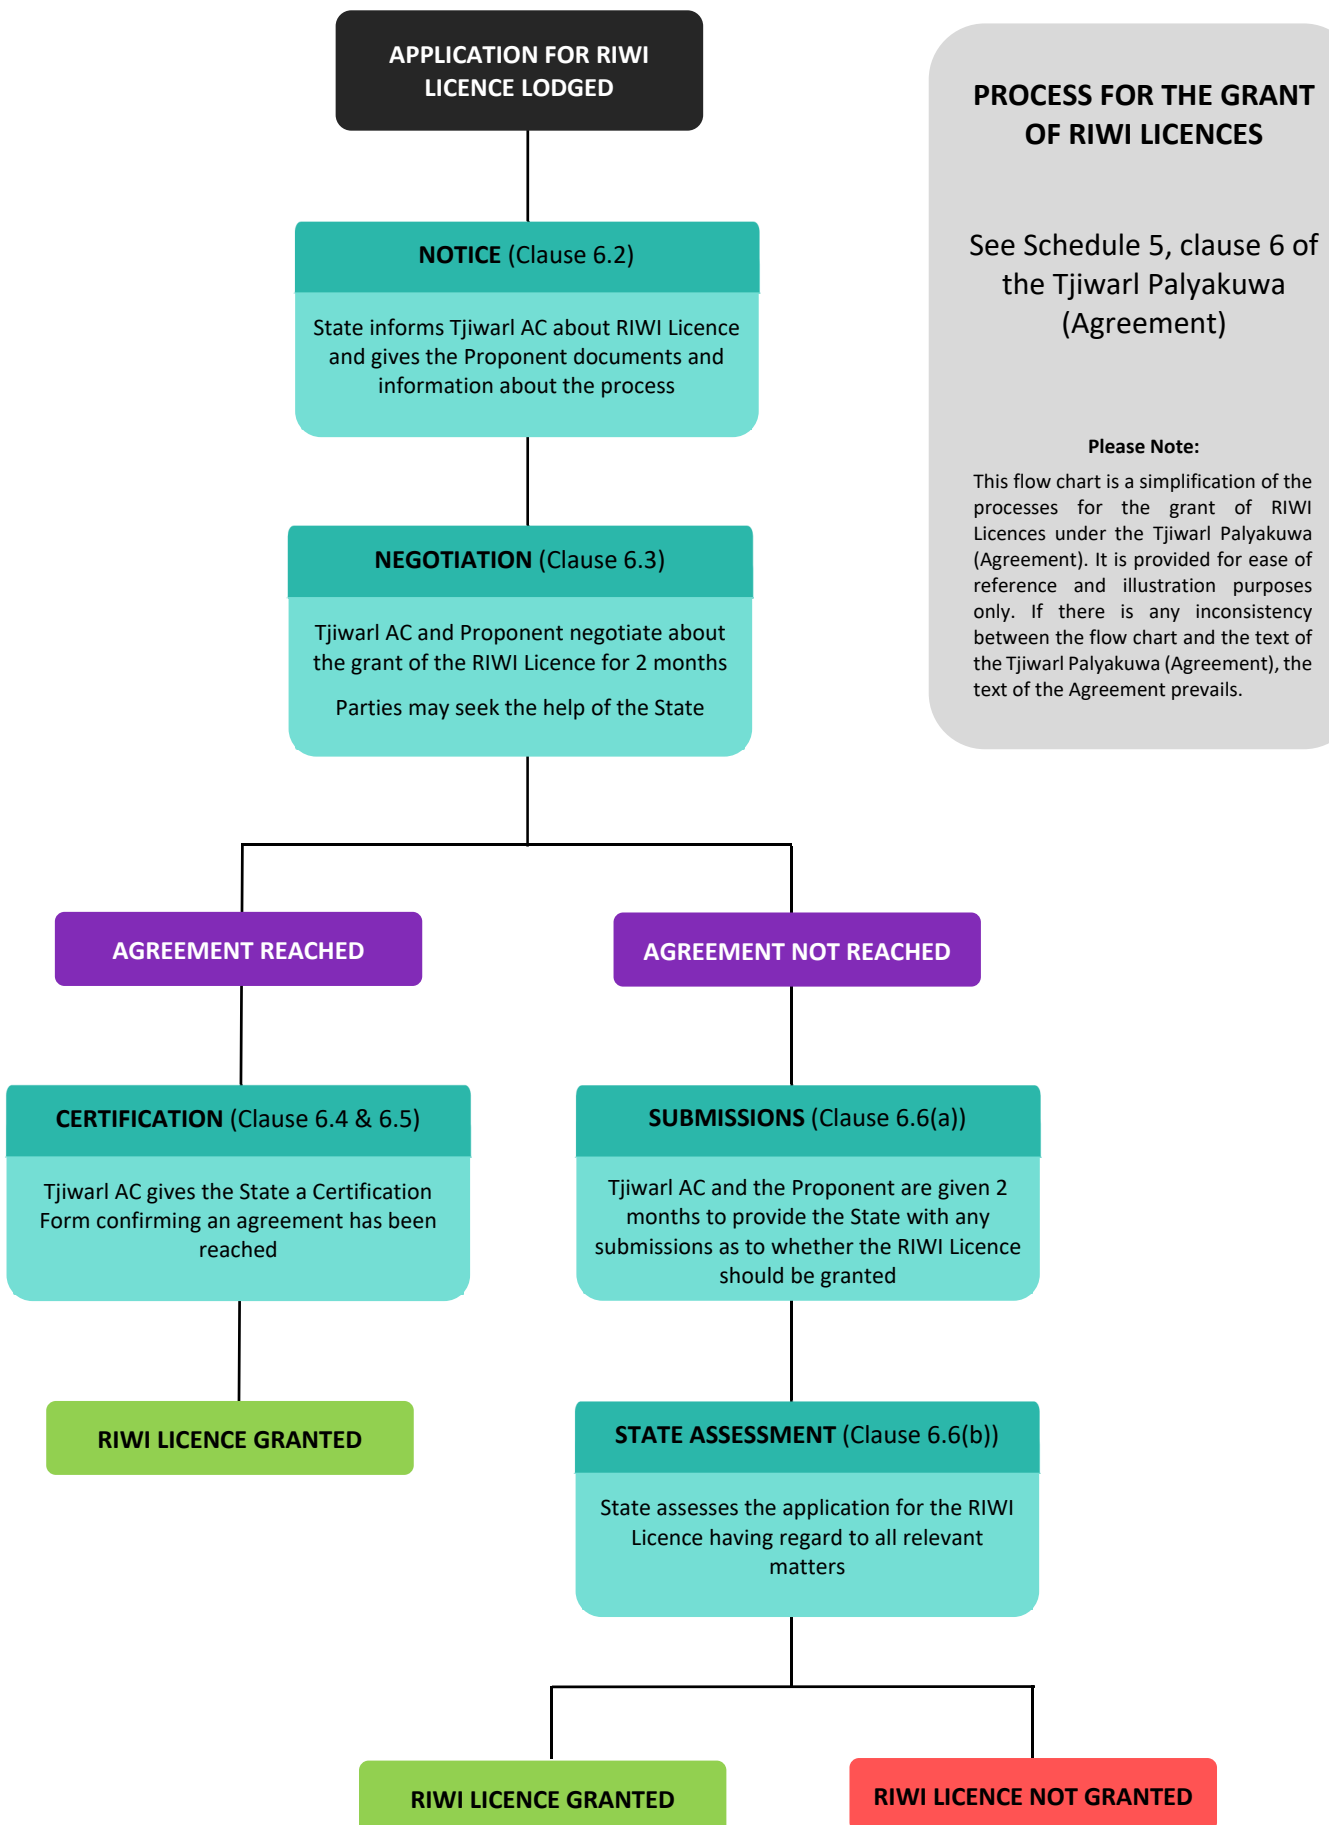 APPLICATION FOR RIWI
LICENCE LODGED
PROCESS FOR THE GRANT
OF RIWI LICENCES
See Schedule 5, clause 6 of
the Tjiwarl Palyakuwa
(Agreement)
Please Note:
This flow chart is a simplification of the
processes for the grant of RIWI
Licences under the Tjiwarl Palyakuwa
(Agreement). It is provided for ease of
reference and illustration purposes
only. If there is any inconsistency
between the flow chart and the text of
the Tjiwarl Palyakuwa (Agreement), the
text of the Agreement prevails.
NOTICE (Clause 6.2)
State informs Tjiwarl AC about RIWI Licence
and gives the Proponent documents and
information about the process
NEGOTIATION (Clause 6.3)
Tjiwarl AC and Proponent negotiate about
the grant of the RIWI Licence for 2 months
Parties may seek the help of the State
AGREEMENT REACHED
AGREEMENT NOT REACHED
CERTIFICATION (Clause 6.4 & 6.5)
Tjiwarl AC gives the State a Certification
Form confirming an agreement has been
reached
RIWI LICENCE GRANTED
SUBMISSIONS (Clause 6.6(a))
Tjiwarl AC and the Proponent are given 2
months to provide the State with any
submissions as to whether the RIWI Licence
should be granted
STATE ASSESSMENT (Clause 6.6(b))
State assesses the application for the RIWI
Licence having regard to all relevant
matters
RIWI LICENCE GRANTED
RIWI LICENCE NOT GRANTED